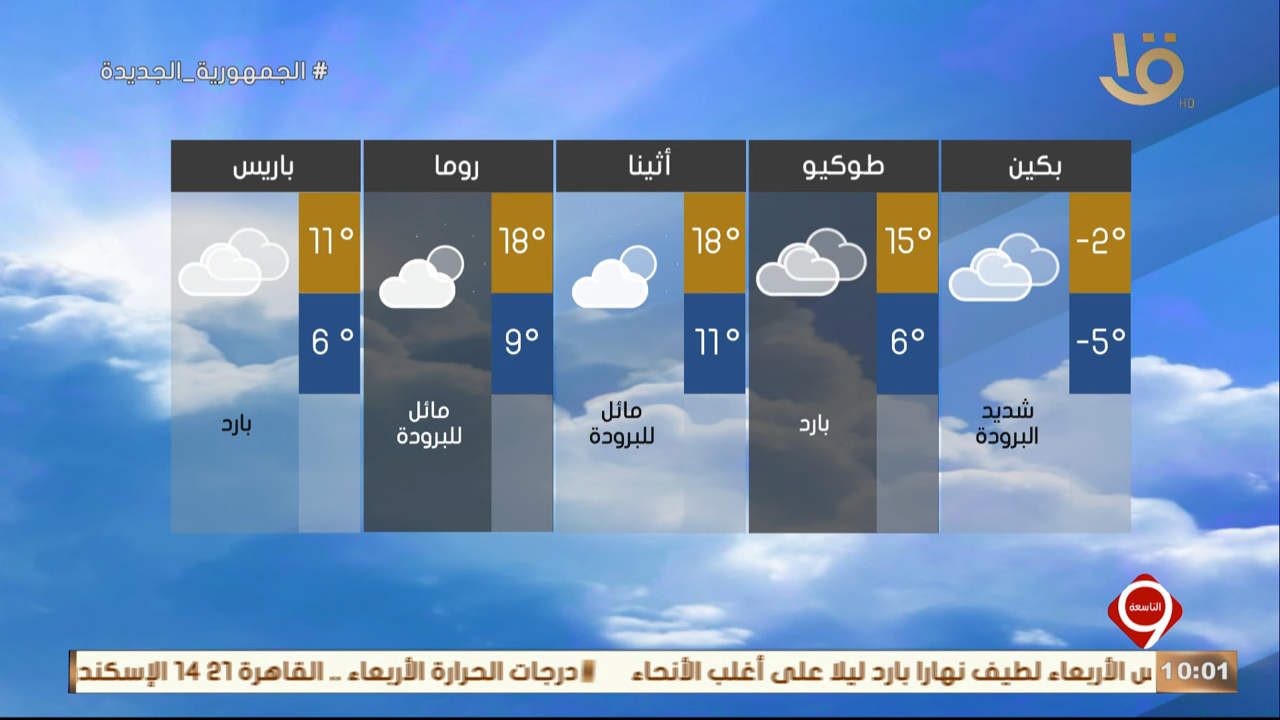 # الجمهورية_الجديدة
HD
بكين
-2°
-5°
شديد
البرودة
طوكيو
15°
6°
بارد
أثينا
18°
11°
مائل
للبرودة
روما
18°
9°
مائل
للبرودة
باريس
11°
6°
بارد
التاسعة
9
10:01
س الأربعاء لطيف نهارا بارد ليلا على أغلب الأنحاء درجات الحرارة الأربعاء .. القاهرة 21 14 الإسكند